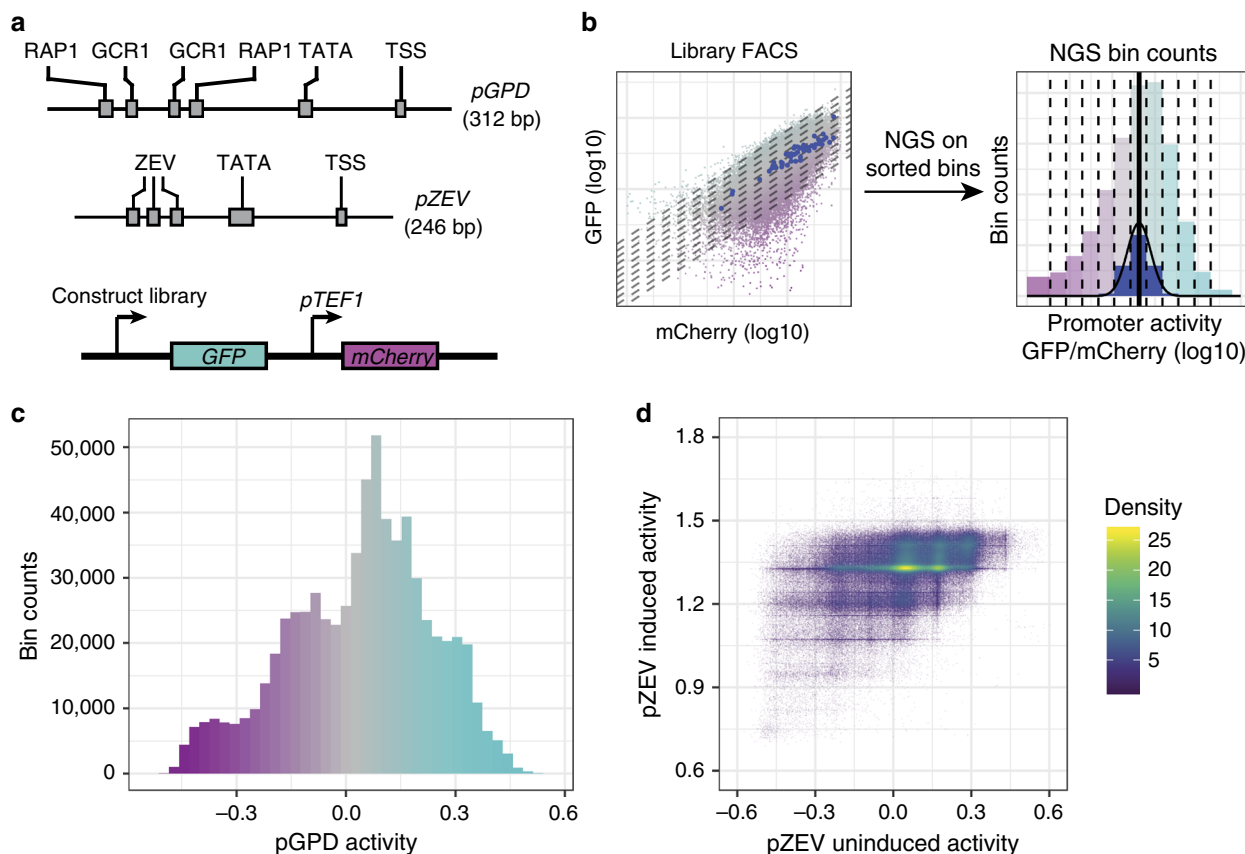 a
RAP1 GCR1 GCR1 RAP1 TATA TSS
pGPD
(312 bp)
ZEV TATA TSS
pZEV
(246 bp)
Construct library
pTEF1
GFP
mCherry
b
Library FACS
GFP (log10)
mCherry (log10)
NGS on
sorted bins
NGS bin counts
Bin counts
Promoter activity
GFP/mCherry (log10)
c
50,000
40,000
30,000
20,000
10,000
0
Bin counts
–0.3 0.0 0.3 0.6
pGPD activity
d
1.8
1.5
1.2
0.9
0.6
pZEV induced activity
–0.6 –0.3 0.0 0.3 0.6
pZEV uninduced activity
Density
25
20
15
10
5